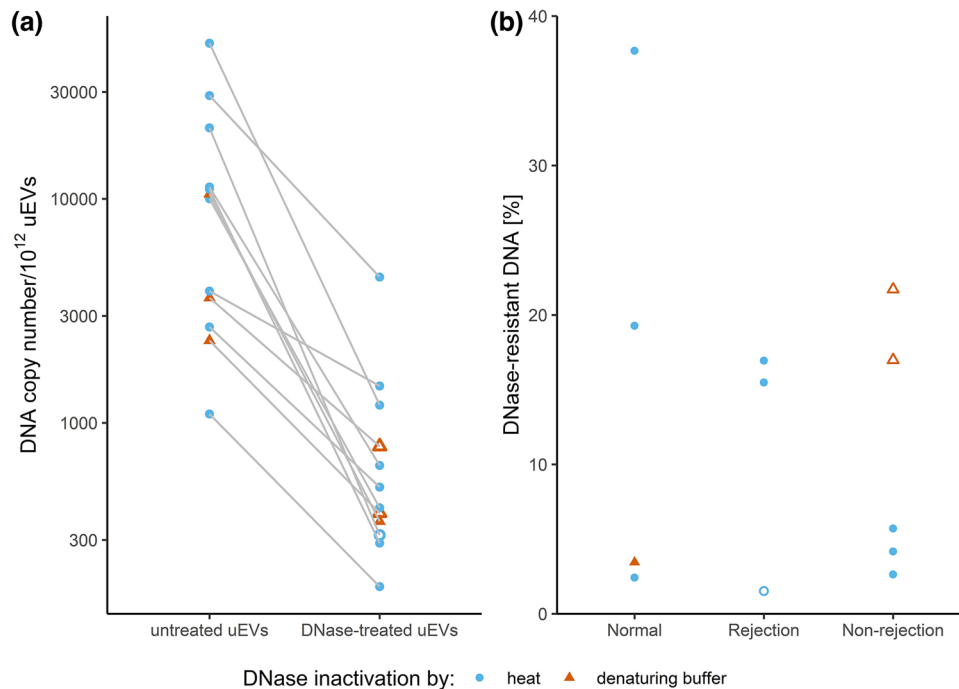 (a)
DNA copy number/10¹² uEVs
30000
10000
3000
1000
300
untreated uEVs
DNase-treated uEVs
(b)
DNase-resistant DNA [%]
40
30
20
10
0
Normal
Rejection
Non-rejection
DNase inactivation by: heat denaturing buffer